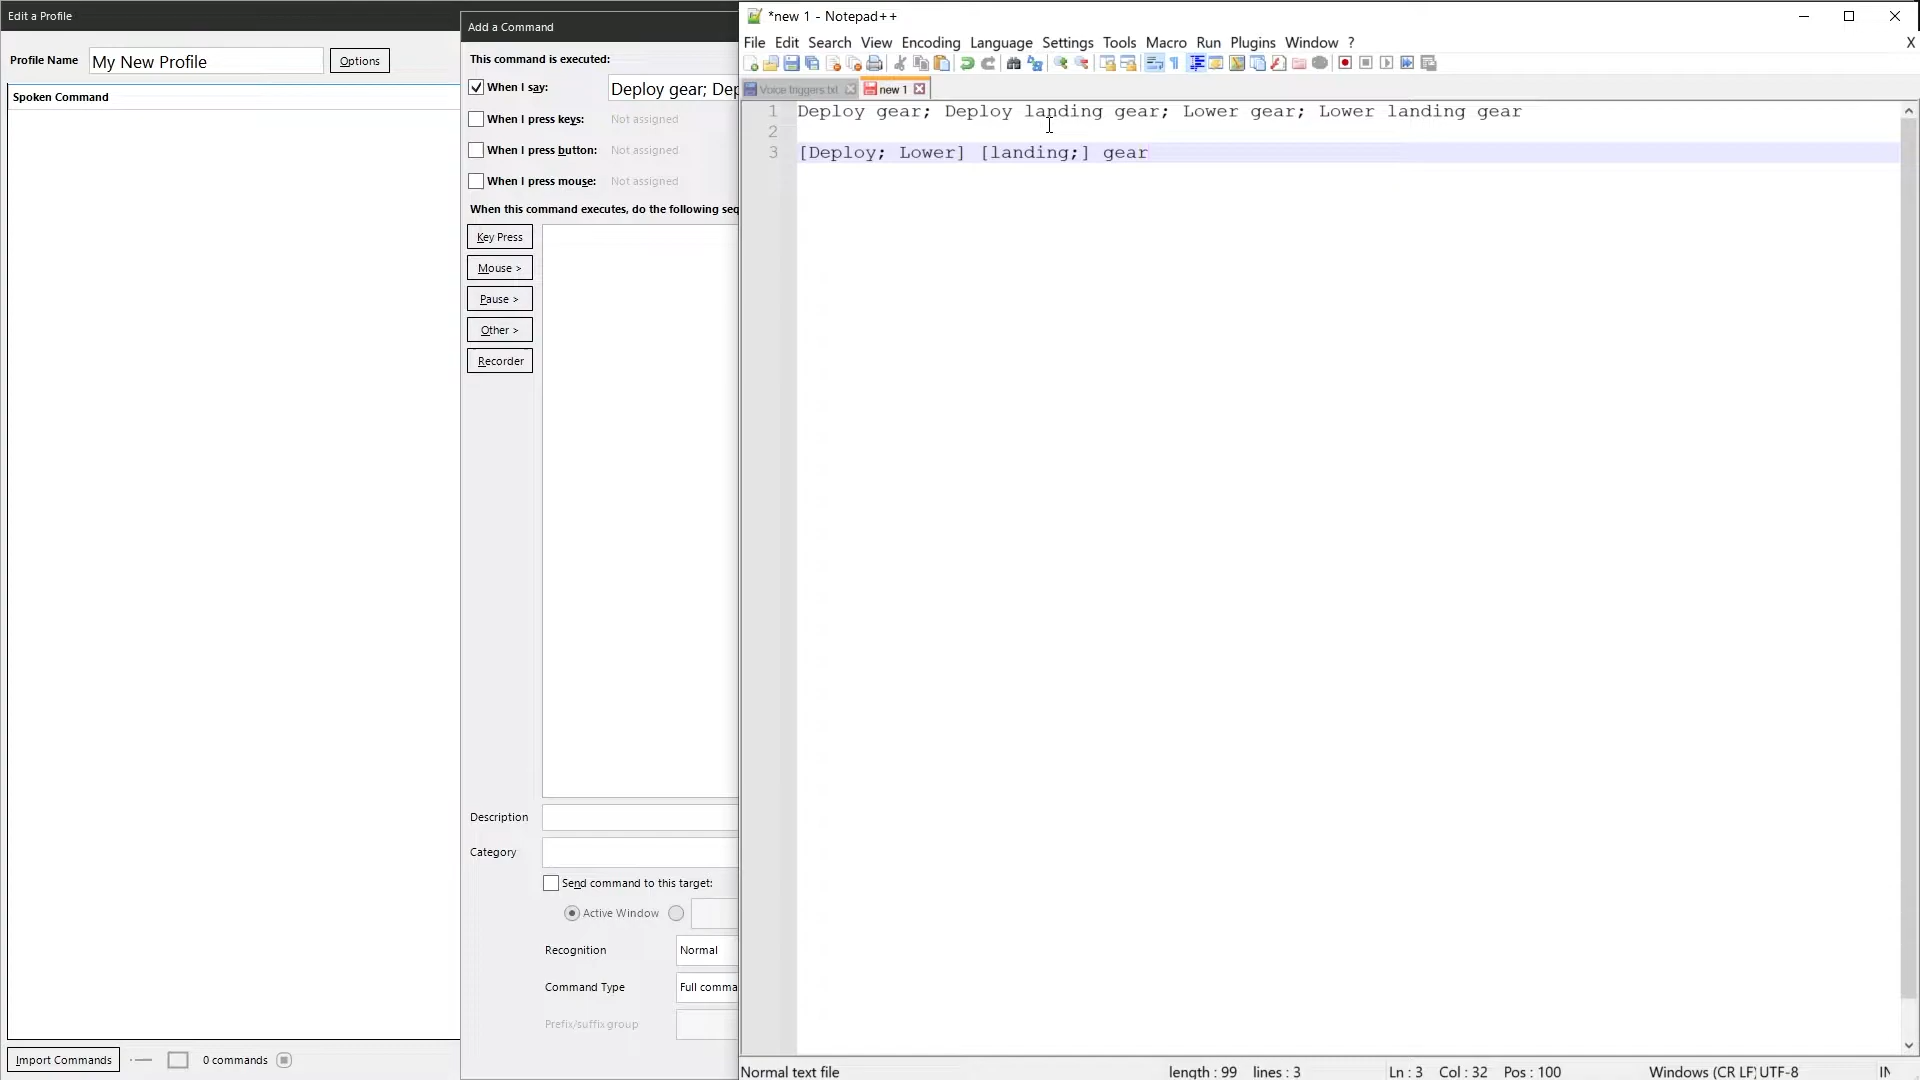 Edit a Profile
Profile Name My New Profile Options
Spoken Command
Import Commands 0 commands
Add a Command
This command is executed:
When I say: Deploy gear; Dep
When I press keys: Not assigned
When I press button: Not assigned
When I press mouse: Not assigned
When this command executes, do the following seq
Key Press
Mouse >
Pause >
Other >
Recorder
Description
Category
Send command to this target:
Active Window
Recognition Normal
Command Type Full comma
Prefix/suffix group
*new 1 - Notepad++
File Edit Search View Encoding Language Settings Tools Macro Run Plugins Window ? X
Voice triggers.txt new 1
1 Deploy gear; Deploy landing gear; Lower gear; Lower landing gear
2
3 [Deploy; Lower] [landing;] gear
Normal text file length : 99 lines : 3 Ln : 3 Col : 32 Pos : 100 Windows (CR LF) UTF-8 IN